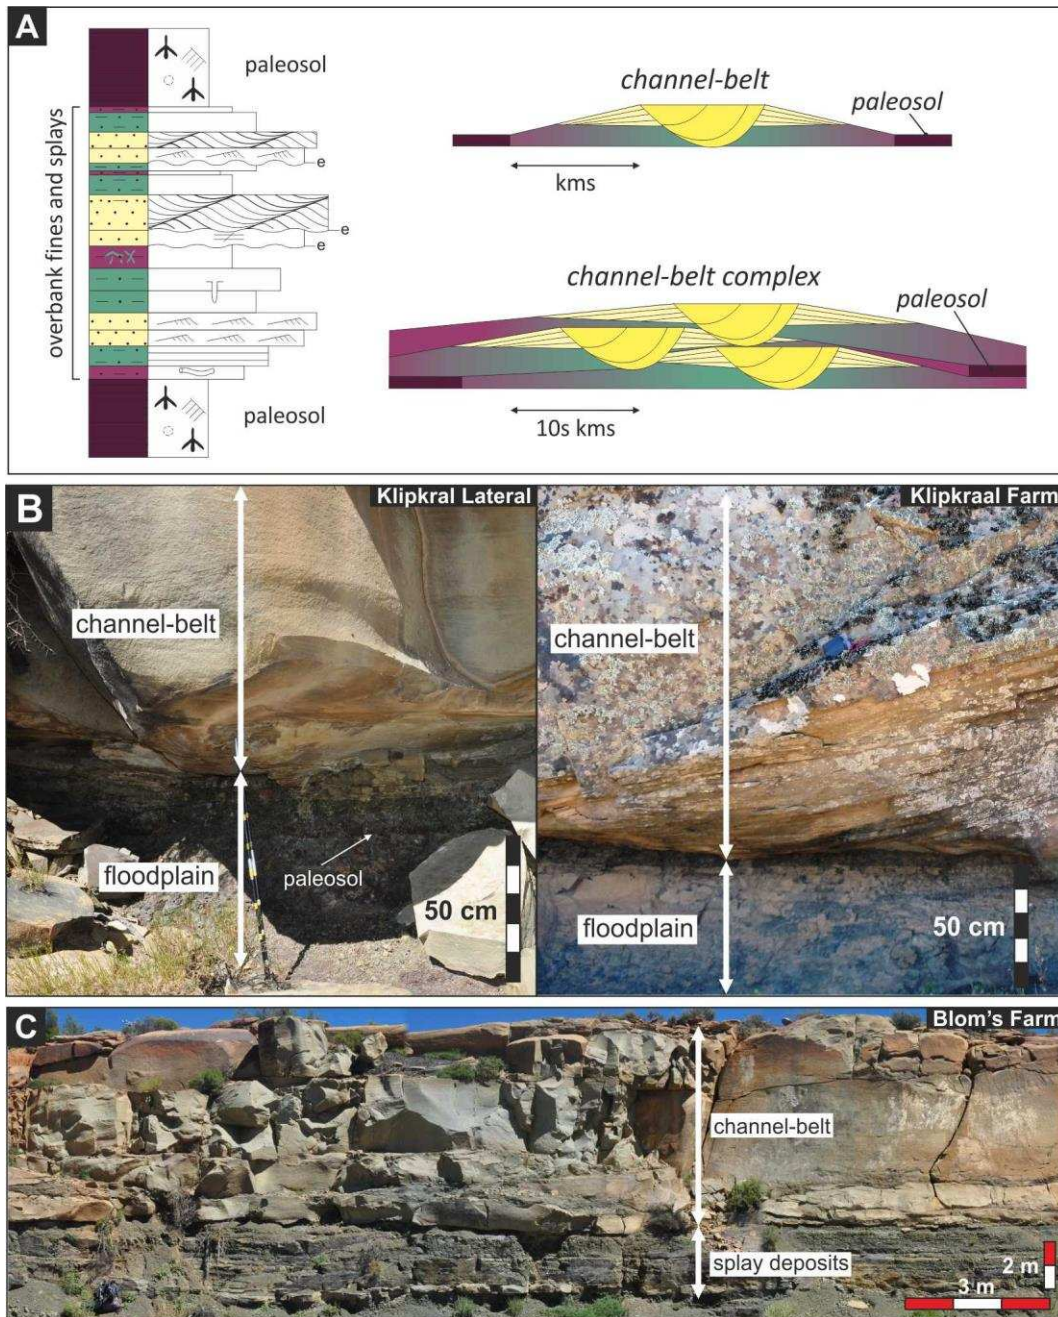 A
paleosol
overbank fines and splays
e
e
e
paleosol
channel-belt
paleosol
kms
channel-belt complex
paleosol
10s kms
B
Klipkral Lateral
channel-belt
floodplain
paleosol
50 cm
Klipkraal Farm
channel-belt
floodplain
50 cm
C
Blom's Farm
channel-belt
splay deposits
2 m
3 m